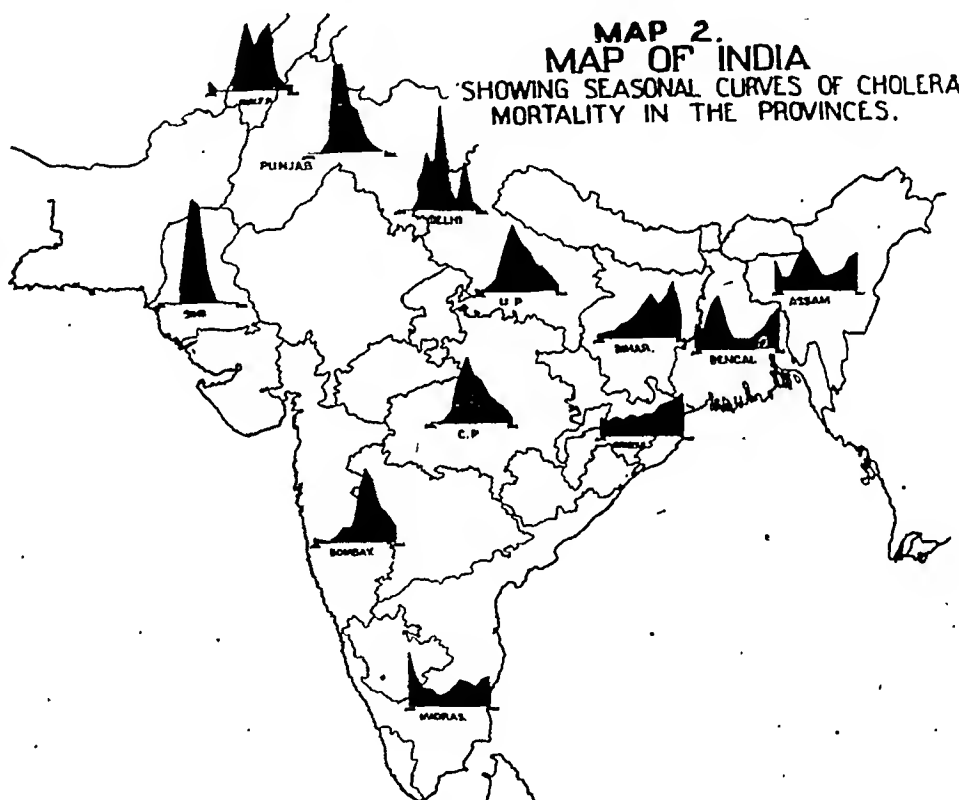 MAP 2.
MAP OF INDIA
SHOWING SEASONAL CURVES OF CHOLERA
MORTALITY IN THE PROVINCES.
PUNJAB
DELHI
U P
SIND
ASSAM
BIHAR.
BENGAL
C. P
BOMBAY.
MADRAS.